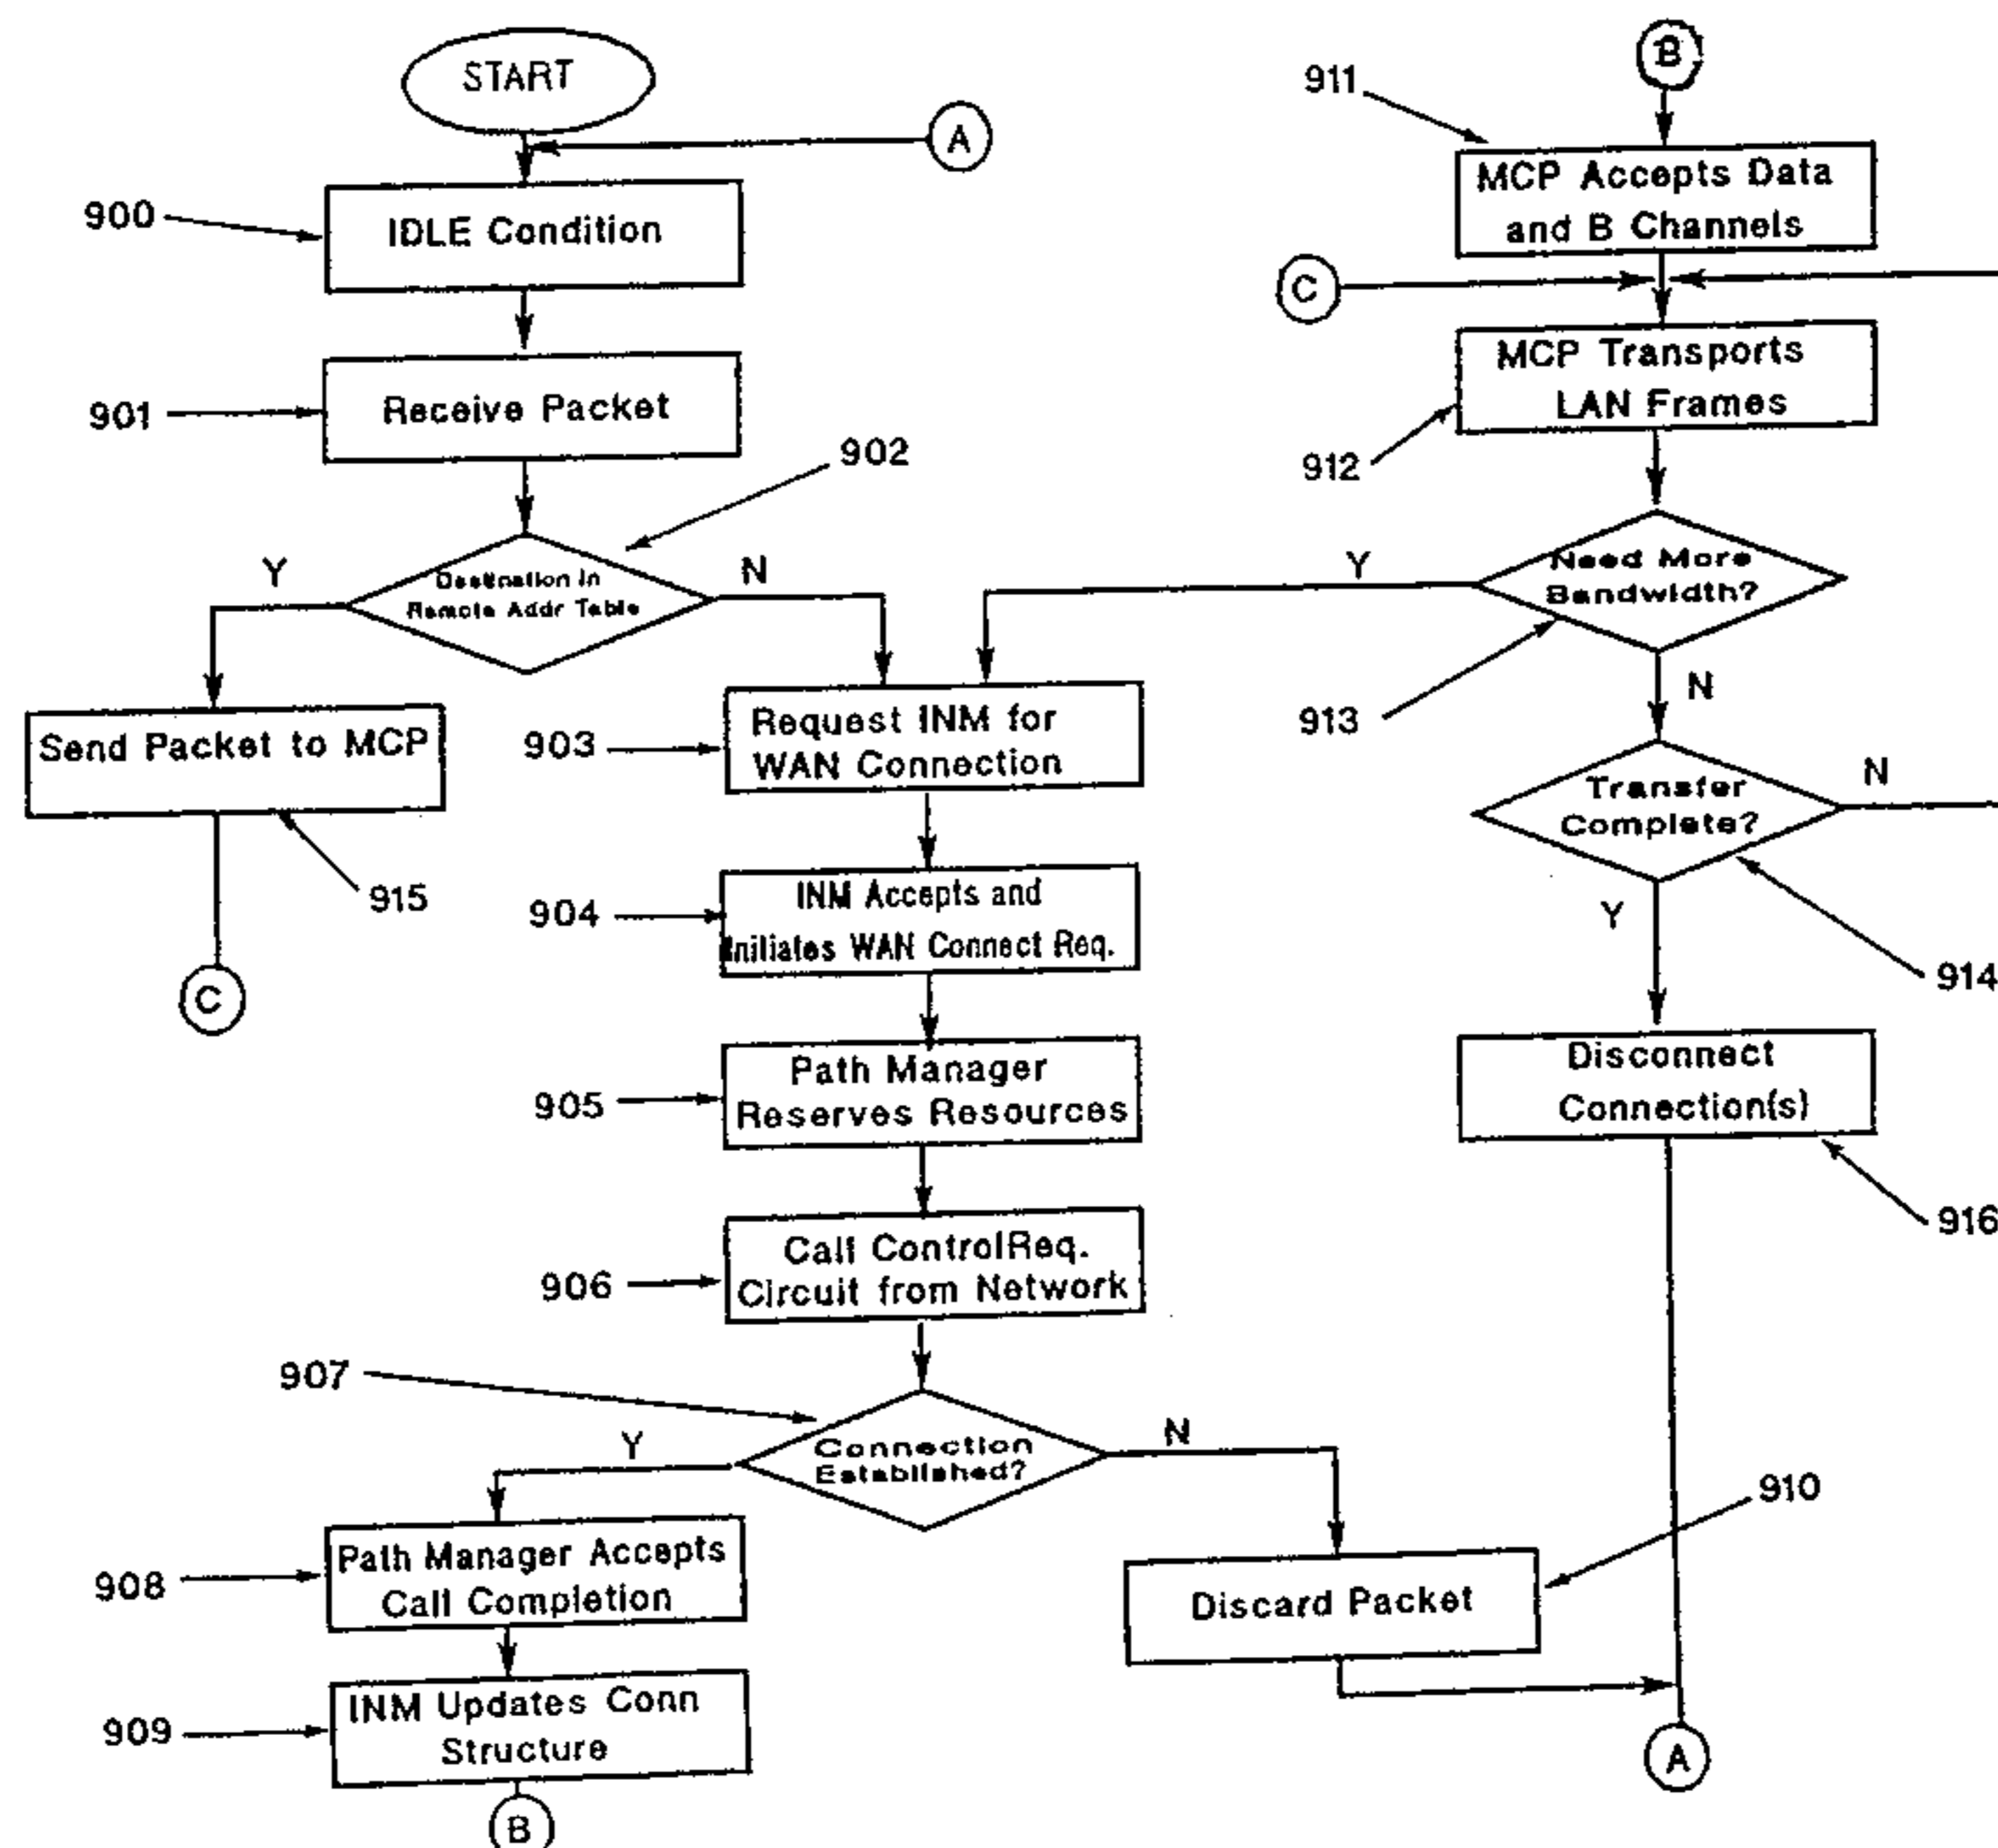 START
A
900
IDLE Condition
901
Receive Packet
902
Y
N
Destination in
Remote Addr Table
Send Packet to MCP
915
C
903
Request INM for
WAN Connection
904
INM Accepts and
Initiates WAN Connect Req.
905
Path Manager
Reserves Resources
906
Call ControlReq.
Circuit from Network
907
Y
N
Connection
Established?
908
Path Manager Accepts
Call Completion
910
Discard Packet
909
INM Updates Conn
Structure
B
B
911
MCP Accepts Data
and B Channels
C
MCP Transports
LAN Frames
912
Y
Need More
Bandwidth?
913
N
Transfer
Complete?
N
914
Y
Disconnect
Connection(s)
916
A